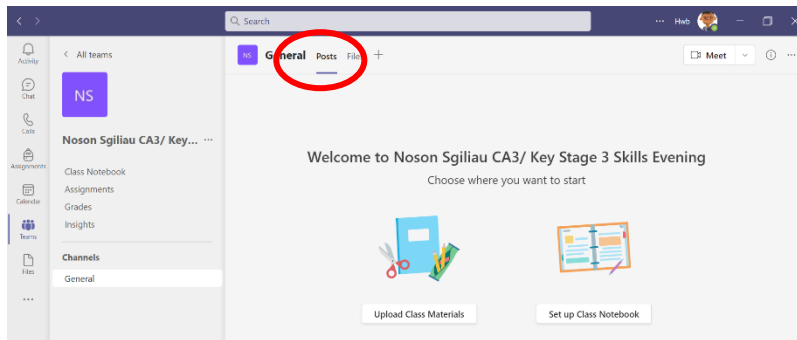 Search
Hwb
Activity
Chat
Calls
Assignments
Calendar
Teams
Files
All teams
NS
Noson Sgiliau CA3/ Key...
Class Notebook
Assignments
Grades
Insights
Channels
General
NS General Posts Files
Meet
Welcome to Noson Sgiliau CA3/ Key Stage 3 Skills Evening
Choose where you want to start
Upload Class Materials
Set up Class Notebook